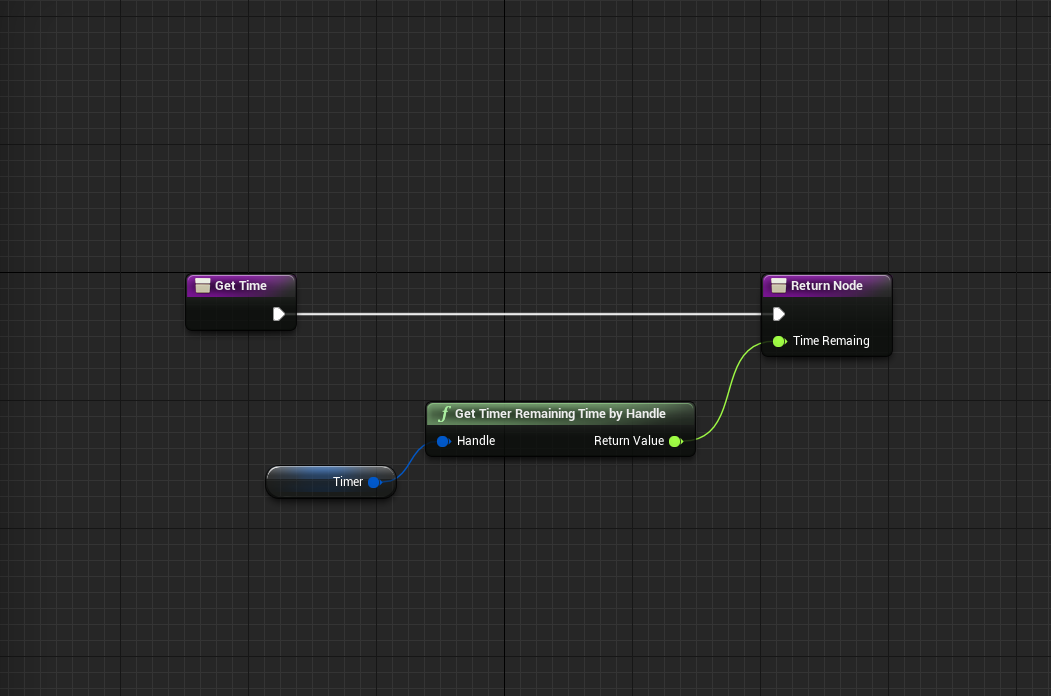 Get Time
Return Node
Time Remaing
Get Timer Remaining Time by Handle
Handle
Return Value
Timer